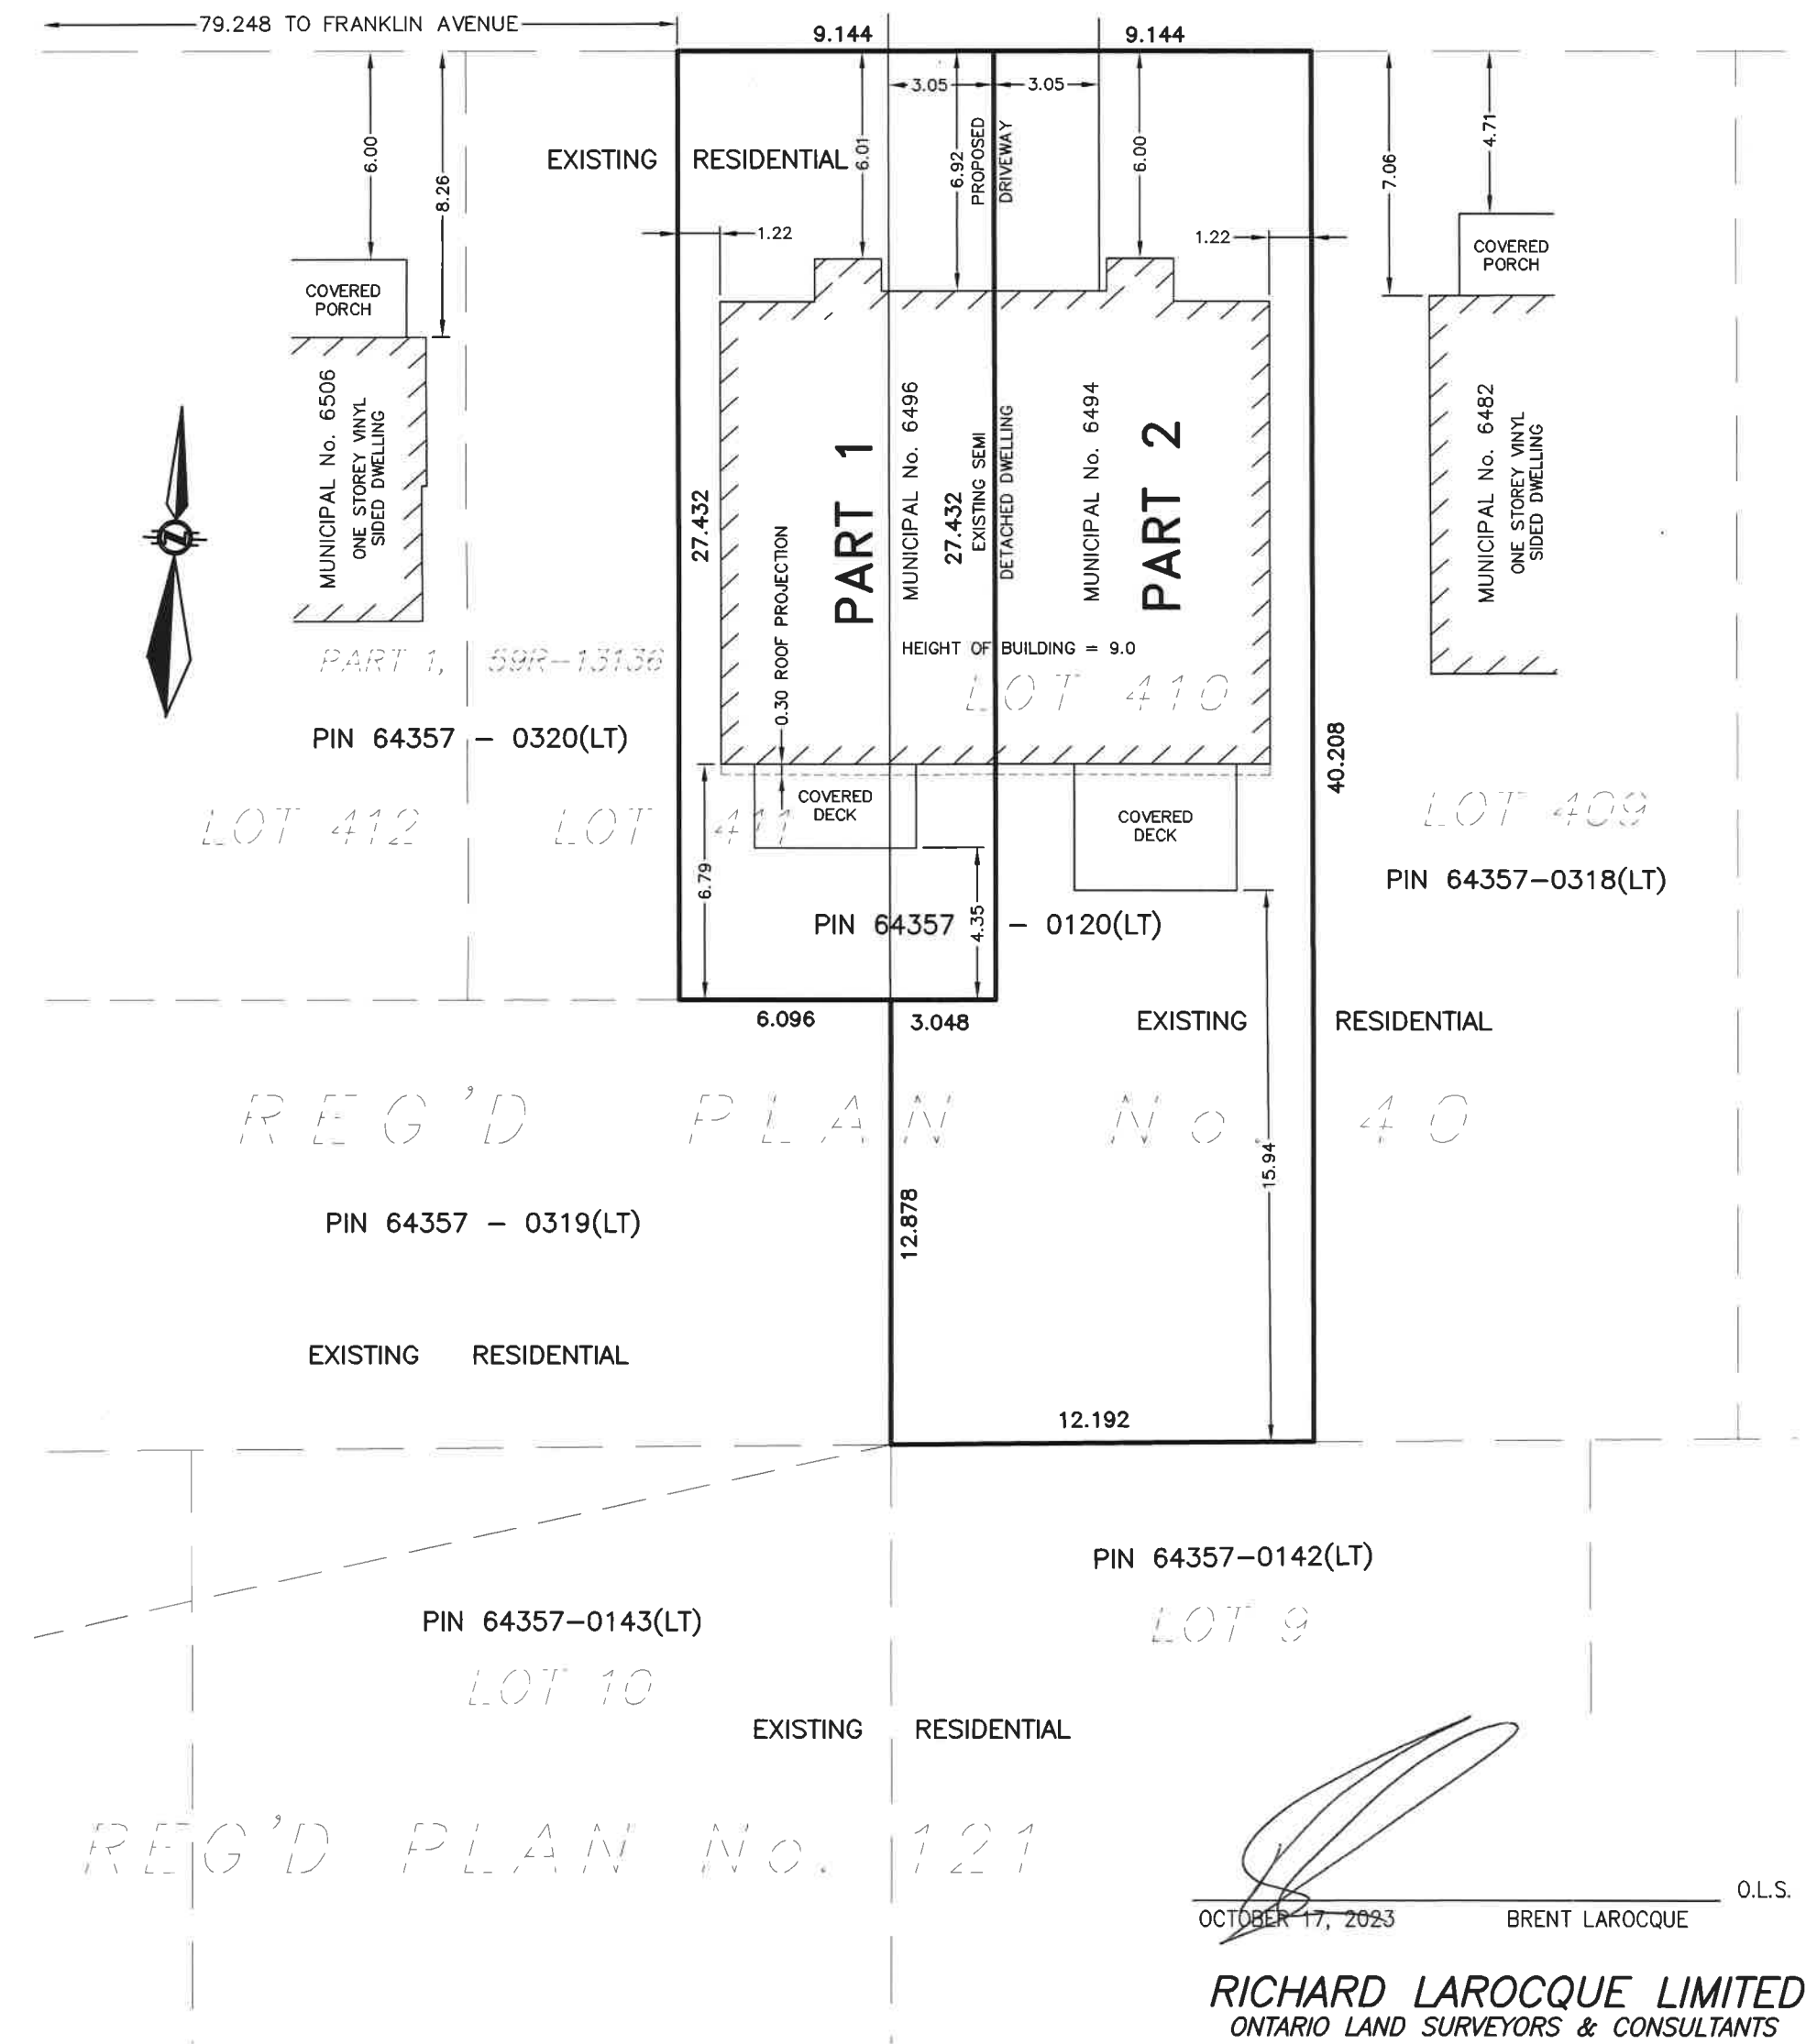 79.248 TO FRANKLIN AVENUE
9.144
9.144
3.05
3.05
6.00
8.26
6.01
6.92
PROPOSED
DRIVEWAY
6.00
7.06
4.71
EXISTING RESIDENTIAL
1.22
1.22
COVERED
PORCH
COVERED
PORCH
MUNICIPAL No. 6506
ONE STOREY VINYL
SIDED DWELLING
27.432
0.30 ROOF PROJECTION
PART 1
MUNICIPAL No. 6496
27.432
EXISTING SEMI
DETACHED DWELLING
MUNICIPAL No. 6494
PART 2
MUNICIPAL No. 6482
ONE STOREY VINYL
SIDED DWELLING
HEIGHT OF BUILDING = 9.0
PART 1, 59R-13136
LOT 410
PIN 64357 - 0320(LT)
40.208
LOT 412
LOT 411
COVERED
DECK
COVERED
DECK
LOT 409
6.79
4.35
PIN 64357-0318(LT)
PIN 64357 - 0120(LT)
6.096
3.048
EXISTING RESIDENTIAL
REG'D PLAN No. 40
15.94
12.878
PIN 64357 - 0319(LT)
EXISTING RESIDENTIAL
12.192
PIN 64357-0142(LT)
PIN 64357-0143(LT)
LOT 9
LOT 10
EXISTING RESIDENTIAL
REG'D PLAN No. 121
O.L.S.
OCTOBER 17, 2023
BRENT LAROCQUE
RICHARD LAROCQUE LIMITED
ONTARIO LAND SURVEYORS & CONSULTANTS